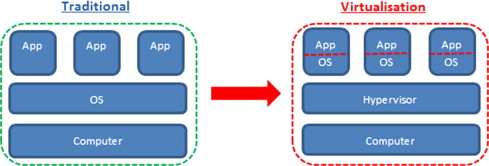 Traditional
App App App
OS
Computer
Virtualisation
App App App
OS OS OS
Hypervisor
Computer